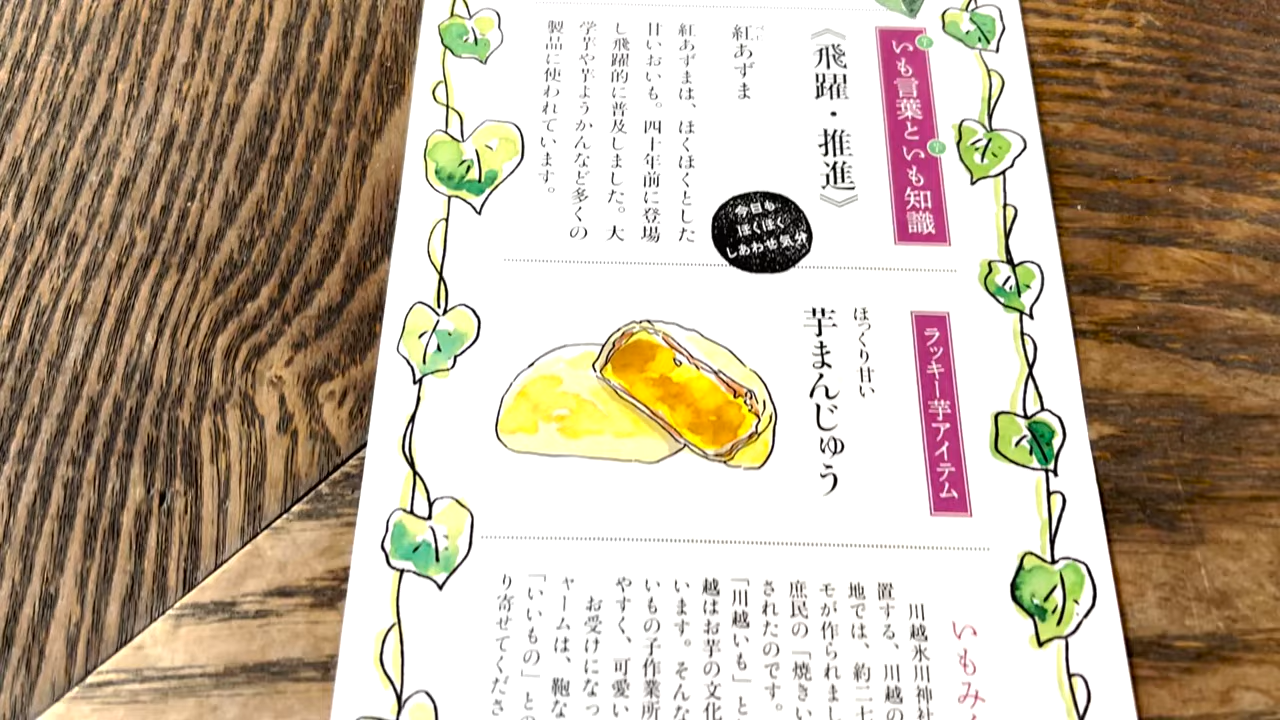 いも言葉といも知識
《飛躍・推進》
紅あずま
紅あずまは、ほくほくとした
甘いおいも。四十年前に登場
し飛躍的に普及しました。大
学芋や芋ようかんなど多くの
製品に使われています。
今日も
ほくほく
しあわせ気分
ラッキー芋アイテム
ほっくり甘い
芋まんじゅう
いもみく
川越氷川神社
置する、川越の
地では、約二七
モが作られまし
庶民の「焼きい
されたのです。
「川越いも」と
越はお芋の文化
います。そんな
いもの子作業所
やすく、可愛い
お受けになっ
ャームは、鞄な
「いいもの」との
り寄せてくださ